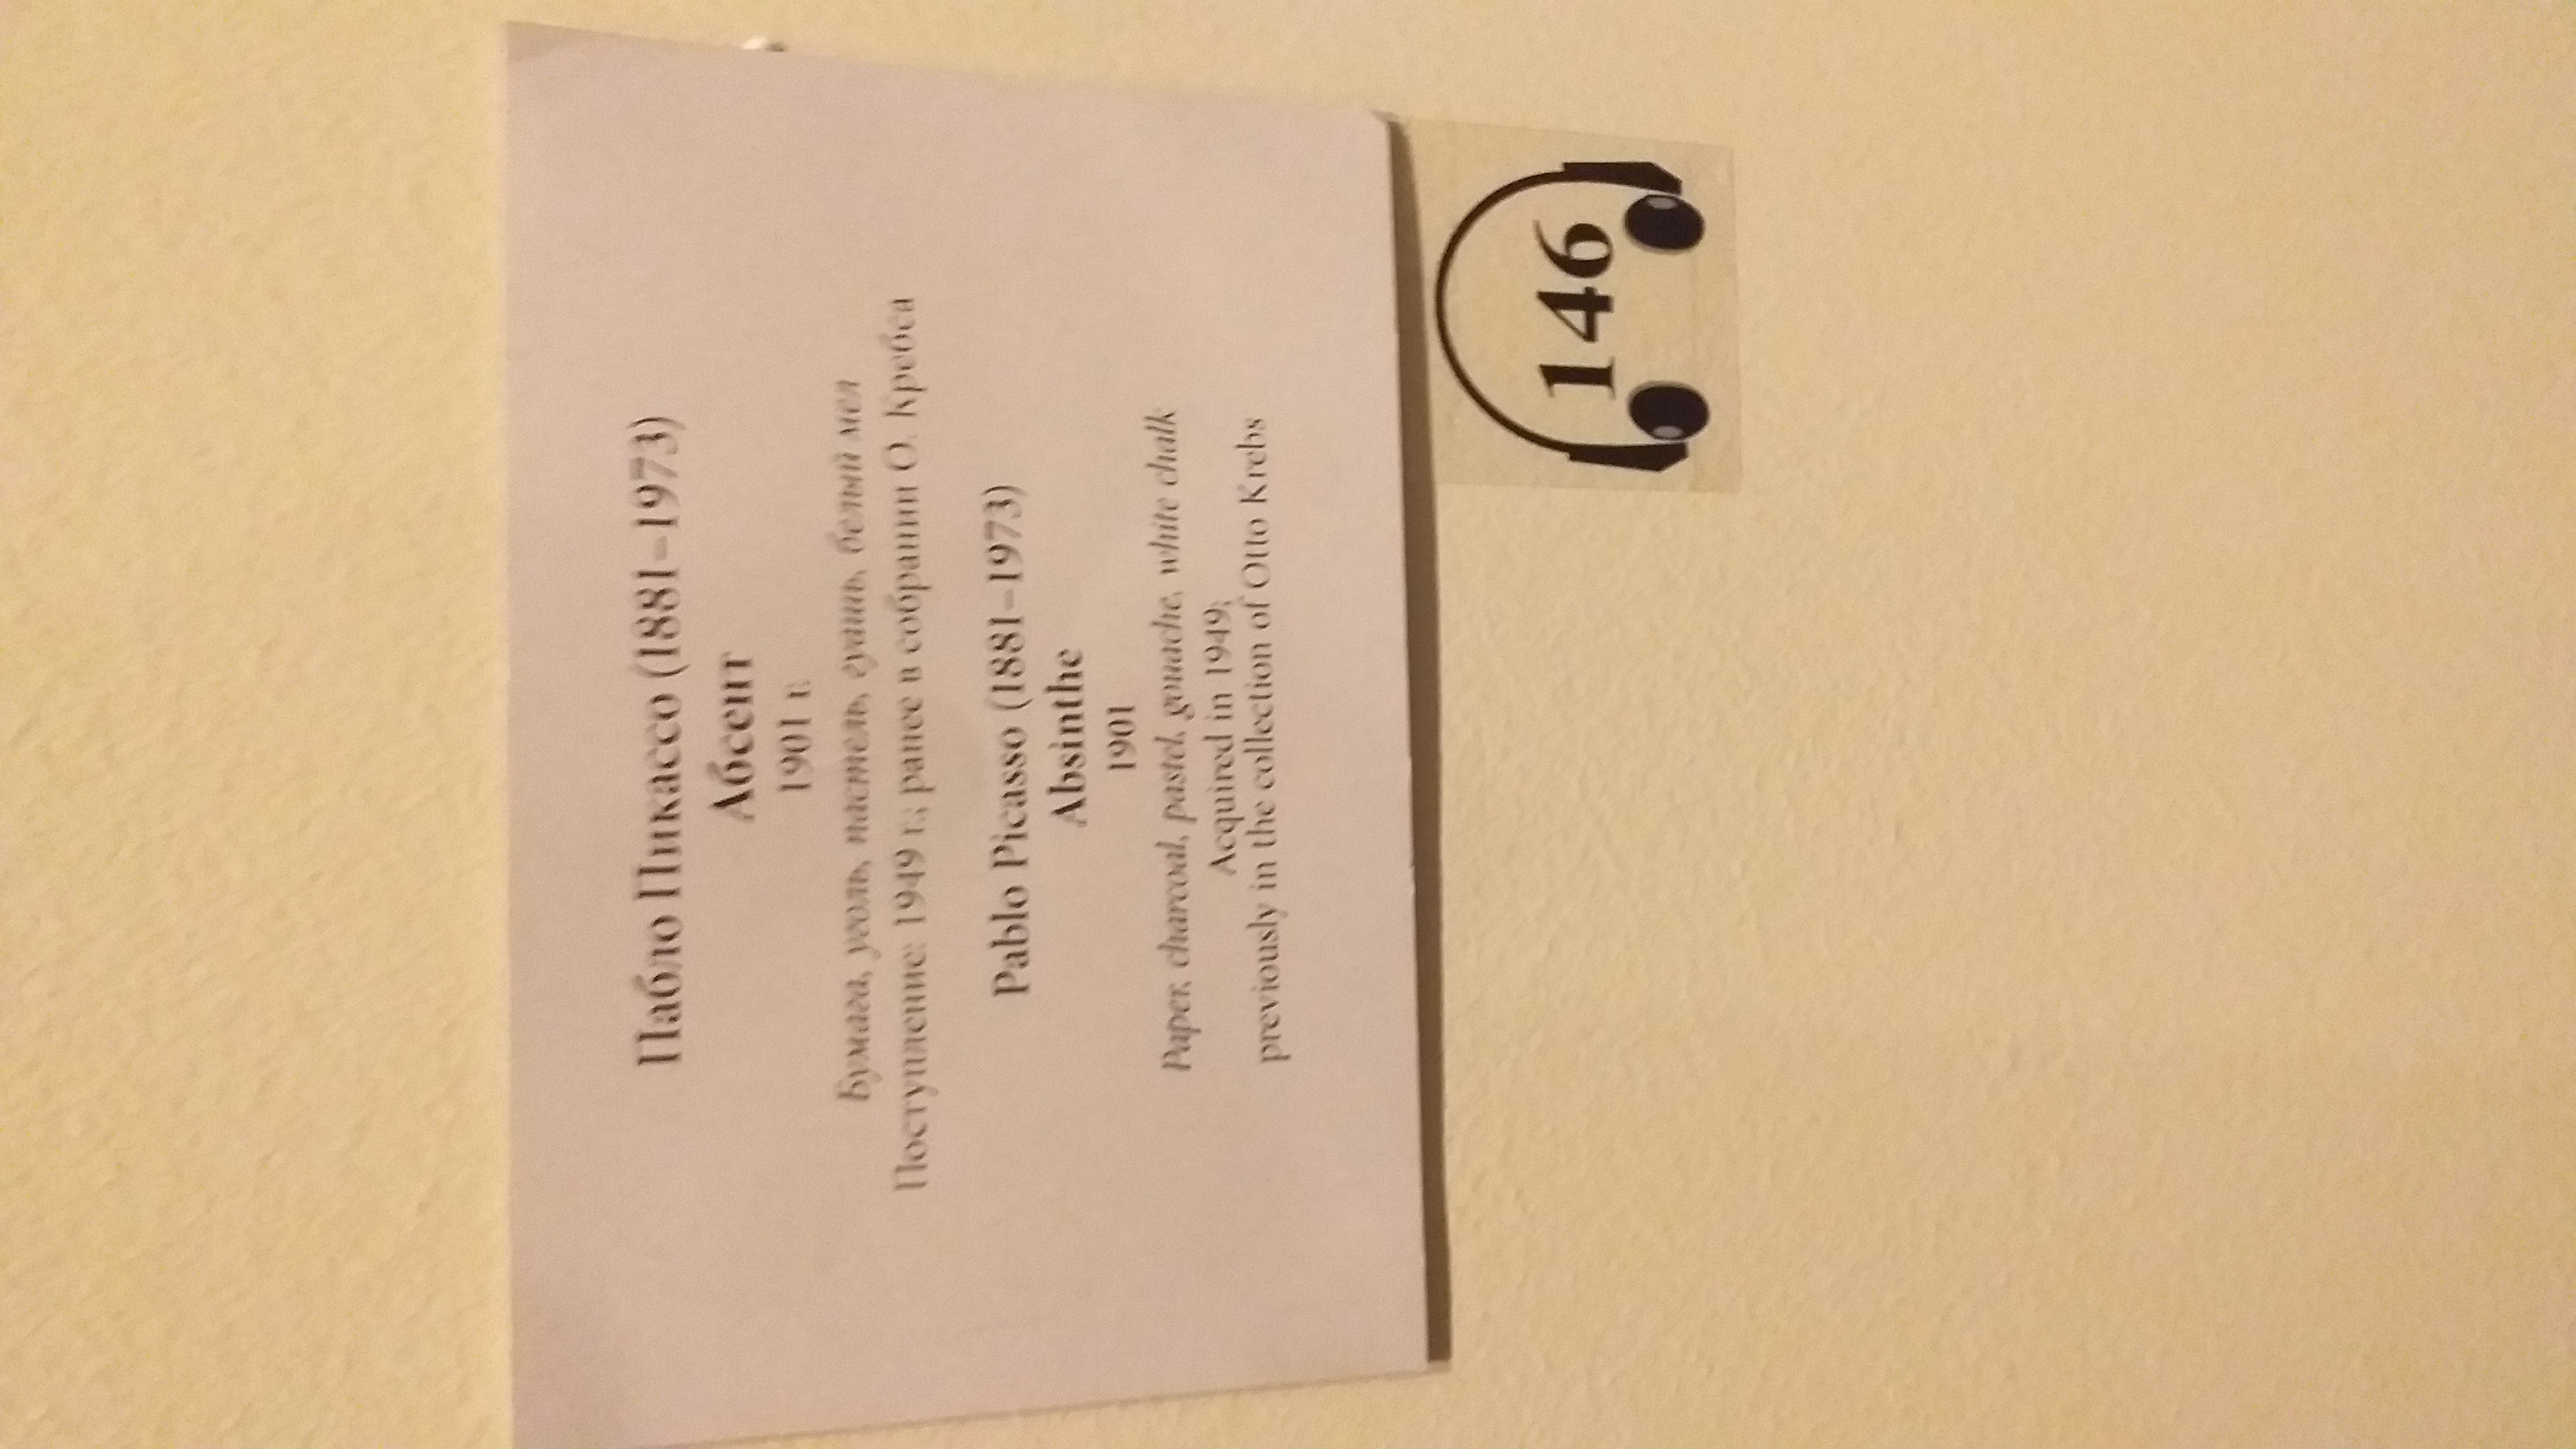 Пабло Пикассо (1881–1973)
Абсент
1901 г.
Бумага, уголь, пастель, гуашь, белый мел
Поступление: 1949 г.; ранее в собрании О. Кребса
Pablo Picasso (1881–1973)
Absinthe
1901
Paper, charcoal, pastel, gouache, white chalk
Acquired in 1949;
previously in the collection of Otto Krebs
146